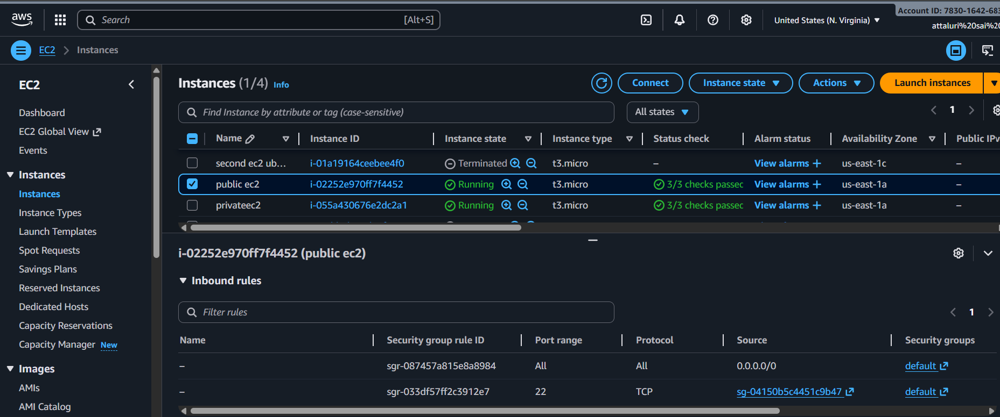 Account ID: 7830-1642-683
aws
Search
[Alt+S]
United States (N. Virginia)
attaluri%20sai%20
EC2
Instances
EC2
Dashboard
EC2 Global View
Events
Instances
Instances
Instance Types
Launch Templates
Spot Requests
Savings Plans
Reserved Instances
Dedicated Hosts
Capacity Reservations
Capacity Manager New
Images
AMIs
AMI Catalog
Instances (1/4) Info
Connect
Instance state
Actions
Launch instances
Find Instance by attribute or tag (case-sensitive)
All states
1
Name Instance ID Instance state Instance type Status check Alarm status Availability Zone Public IPv
second ec2 ub... i-01a19164ceebee4f0 Terminated t3.micro – View alarms + us-east-1c –
public ec2 i-02252e970ff7f4452 Running t3.micro 3/3 checks passec View alarms + us-east-1a –
privateec2 i-055a430676e2dc2a1 Running t3.micro 3/3 checks passec View alarms + us-east-1a –
i-02252e970ff7f4452 (public ec2)
Inbound rules
Filter rules
1
Name Security group rule ID Port range Protocol Source Security groups
– sgr-087457a815e8a8984 All All 0.0.0.0/0 default
– sgr-033df57ff2c3912e7 22 TCP sg-04150b5c4451c9b47 default